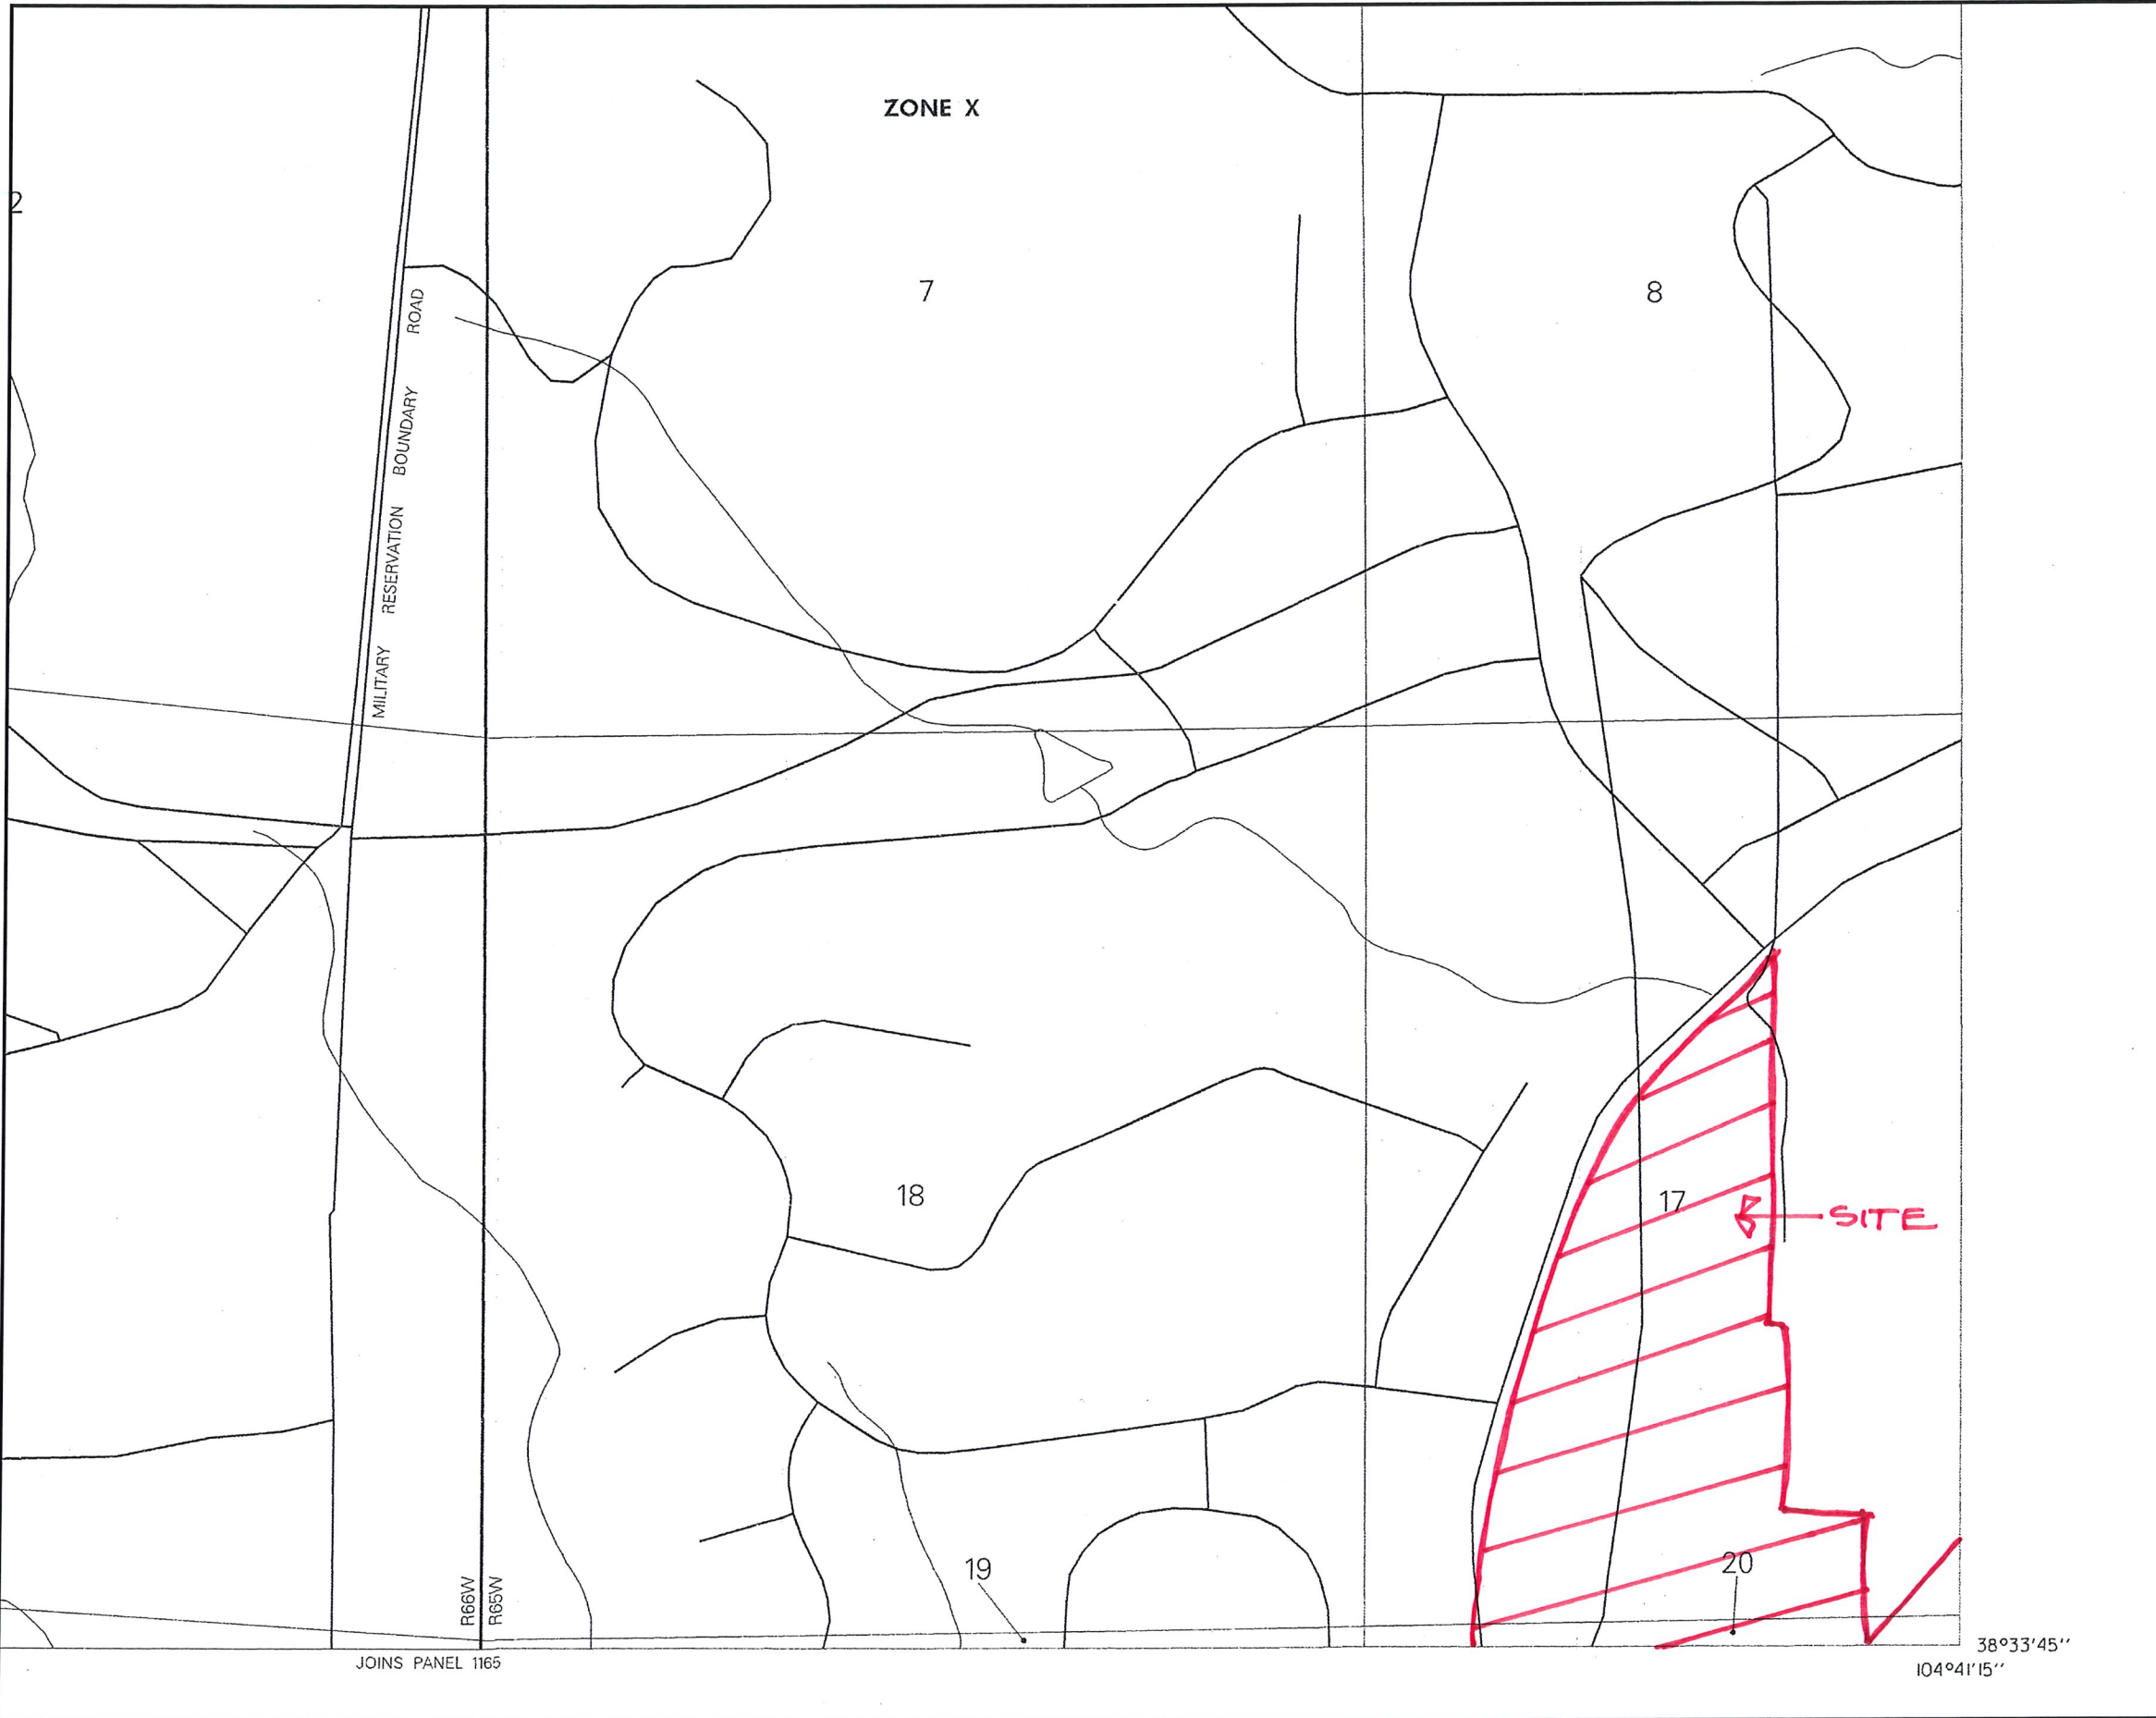 ZONE X
2
7
8
MILITARY RESERVATION BOUNDARY ROAD
18
17
SITE
19
20
R66W
R65W
JOINS PANEL 1165
38°33'45''
104°41'15''